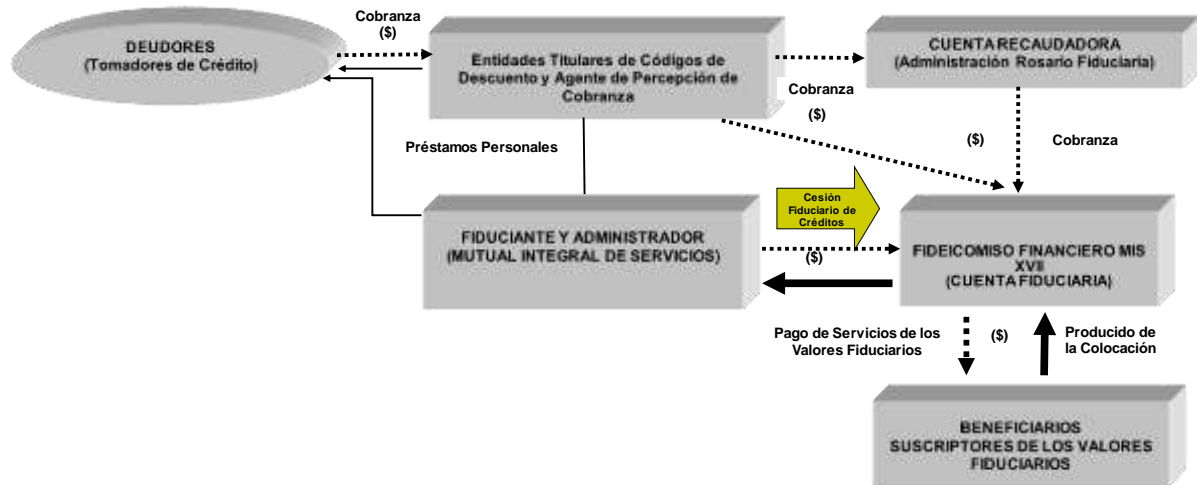 Cobranza
($)
DEUDORES
(Tomadores de Crédito)
Entidades Titulares de Códigos de
Descuento y Agente de Percepción de
Cobranza
CUENTA RECAUDADORA
(Administración Rosario Fiduciaria)
Cobranza
($)
($)
Cobranza
Préstamos Personales
Cesión
Fiduciario de
Créditos
FIDUCIANTE Y ADMINISTRADOR
(MUTUAL INTEGRAL DE SERVICIOS)
($)
FIDEICOMISO FINANCIERO MIS
XVII
(CUENTA FIDUCIARIA)
Pago de Servicios de los
Valores Fiduciarios
($)
Producido de
la Colocación
BENEFICIARIOS
SUSCRIPTORES DE LOS VALORES
FIDUCIARIOS